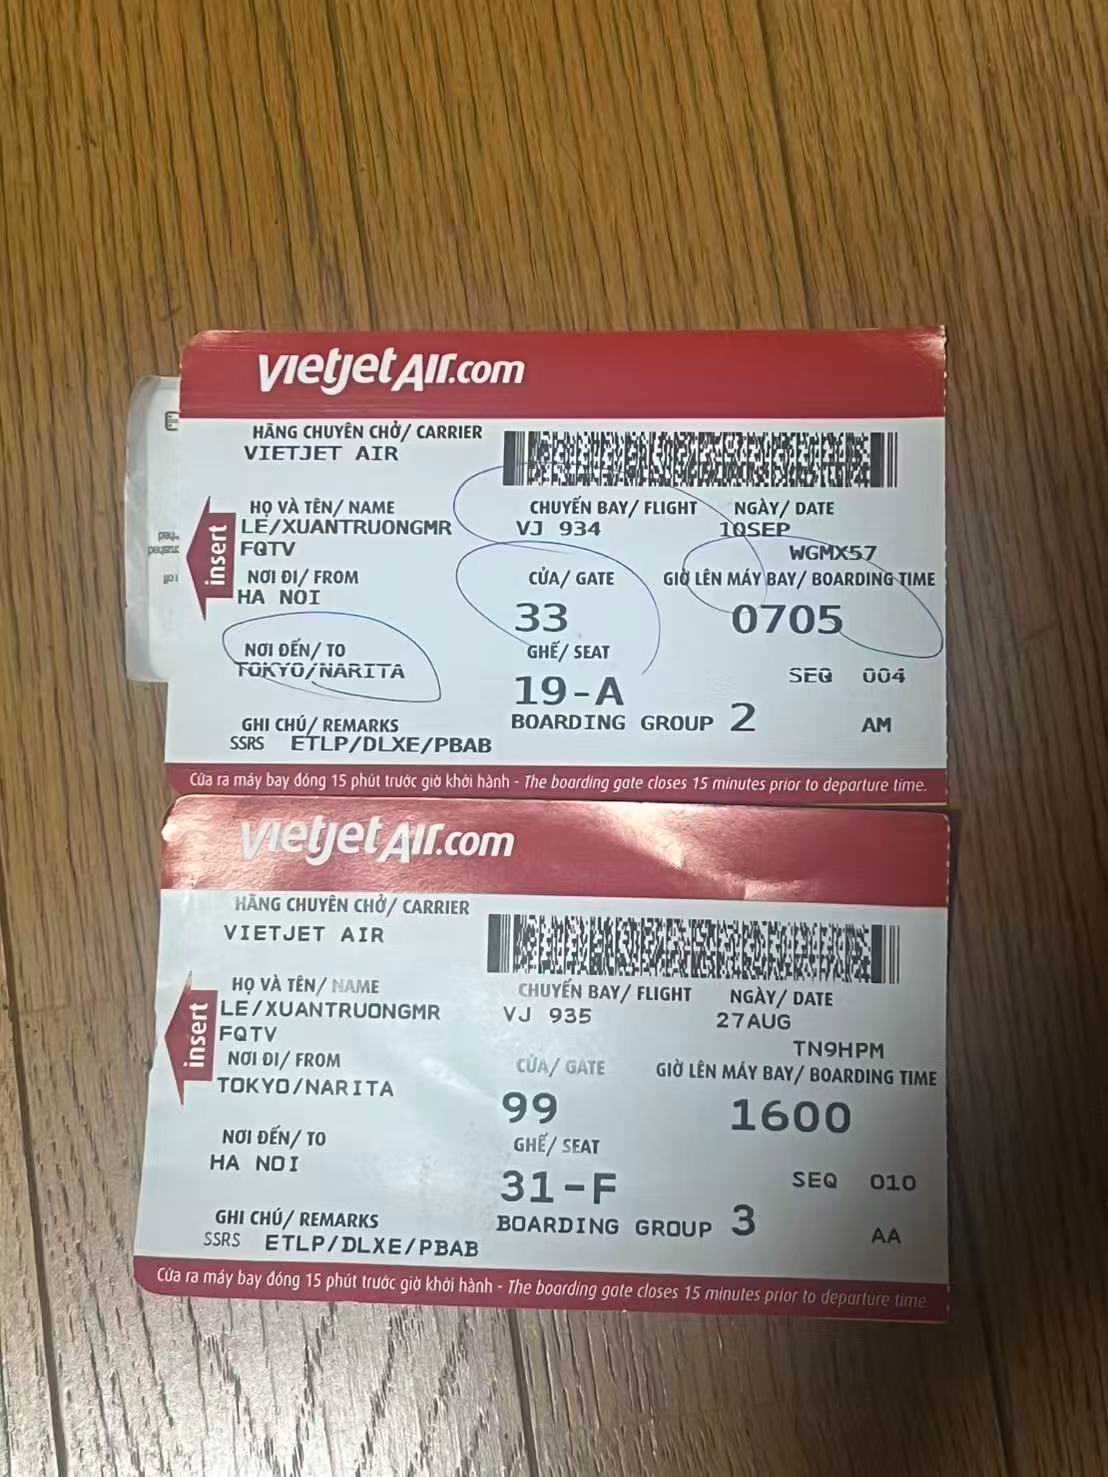 vietjetAir.com
HÃNG CHUYÊN CHỞ/ CARRIER
VIETJET AIR
HỌ VÀ TÊN/ NAME
LE/XUANTRUONGMR
FQTV
CHUYẾN BAY/ FLIGHT
VJ 934
NGÀY/ DATE
10SEP
WGMX57
insert
NƠI ĐI/ FROM
HA NOI
CỬA/ GATE
33
GIỜ LÊN MÁY BAY/ BOARDING TIME
0705
NƠI ĐẾN/ TO
TOKYO/NARITA
GHẾ/ SEAT
19-A
SEQ 004
BOARDING GROUP 2
AM
GHI CHÚ/ REMARKS
SSRS ETLP/DLXE/PBAB
Cửa ra máy bay đóng 15 phút trước giờ khởi hành - The boarding gate closes 15 minutes prior to departure time.
vietjetAir.com
HÃNG CHUYÊN CHỞ/ CARRIER
VIETJET AIR
HỌ VÀ TÊN/ NAME
LE/XUANTRUONGMR
FQTV
CHUYẾN BAY/ FLIGHT
VJ 935
NGÀY/ DATE
27AUG
TN9HPM
insert
NƠI ĐI/ FROM
TOKYO/NARITA
CỬA/ GATE
99
GIỜ LÊN MÁY BAY/ BOARDING TIME
1600
NƠI ĐẾN/ TO
HA NOI
GHẾ/ SEAT
31-F
SEQ 010
BOARDING GROUP 3
AA
GHI CHÚ/ REMARKS
SSRS ETLP/DLXE/PBAB
Cửa ra máy bay đóng 15 phút trước giờ khởi hành - The boarding gate closes 15 minutes prior to departure time.